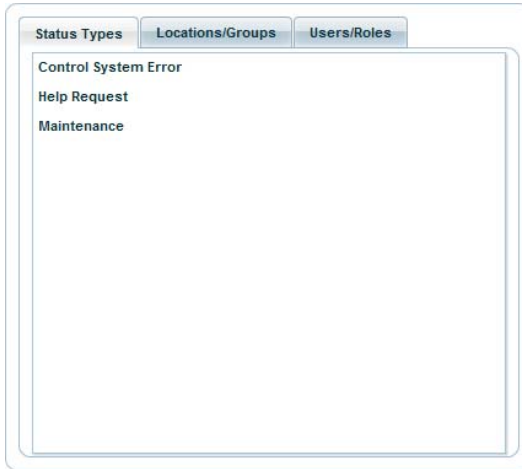 Status Types Locations/Groups Users/Roles
Control System Error
Help Request
Maintenance